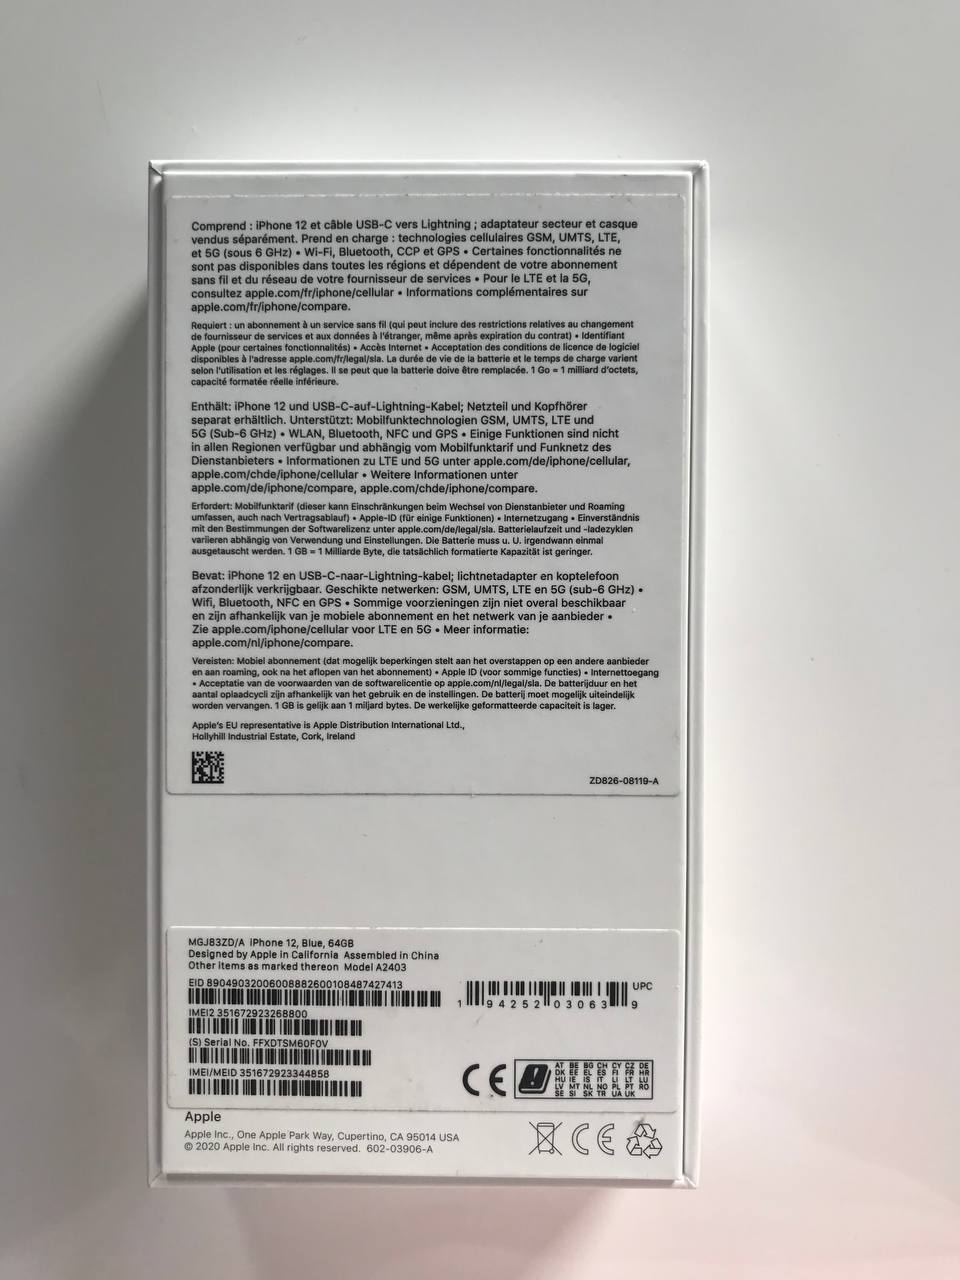 Comprend : iPhone 12 et câble USB-C vers Lightning ; adaptateur secteur et casque
vendus séparément. Prend en charge : technologies cellulaires GSM, UMTS, LTE,
et 5G (sous 6 GHz) • Wi-Fi, Bluetooth, CCP et GPS • Certaines fonctionnalités ne
sont pas disponibles dans toutes les régions et dépendent de votre abonnement
sans fil et du réseau de votre fournisseur de services • Pour le LTE et la 5G,
consultez apple.com/fr/iphone/cellular • Informations complémentaires sur
apple.com/fr/iphone/compare.
Requiert : un abonnement à un service sans fil (qui peut inclure des restrictions relatives au changement
de fournisseur de services et aux données à l'étranger, même après expiration du contrat) • Identifiant
Apple (pour certaines fonctionnalités) • Accès Internet • Acceptation des conditions de licence de logiciel
disponibles à l'adresse apple.com/fr/legal/sla. La durée de vie de la batterie et le temps de charge varient
selon l'utilisation et les réglages. Il se peut que la batterie doive être remplacée. 1 Go = 1 milliard d'octets,
capacité formatée réelle inférieure.
Enthält: iPhone 12 und USB-C-auf-Lightning-Kabel; Netzteil und Kopfhörer
separat erhältlich. Unterstützt: Mobilfunktechnologien GSM, UMTS, LTE und
5G (Sub-6 GHz) • WLAN, Bluetooth, NFC und GPS • Einige Funktionen sind nicht
in allen Regionen verfügbar und abhängig vom Mobilfunktarif und Funknetz des
Dienstanbieters • Informationen zu LTE und 5G unter apple.com/de/iphone/cellular,
apple.com/chde/iphone/cellular • Weitere Informationen unter
apple.com/de/iphone/compare, apple.com/chde/iphone/compare.
Erfordert: Mobilfunktarif (dieser kann Einschränkungen beim Wechsel von Dienstanbieter und Roaming
umfassen, auch nach Vertragsablauf) • Apple-ID (für einige Funktionen) • Internetzugang • Einverständnis
mit den Bestimmungen der Softwarelizenz unter apple.com/de/legal/sla. Batterielaufzeit und -ladezyklen
variieren abhängig von Verwendung und Einstellungen. Die Batterie muss u. U. irgendwann einmal
ausgetauscht werden. 1 GB = 1 Milliarde Byte, die tatsächlich formatierte Kapazität ist geringer.
Bevat: iPhone 12 en USB-C-naar-Lightning-kabel; lichtnetadapter en koptelefoon
afzonderlijk verkrijgbaar. Geschikte netwerken: GSM, UMTS, LTE en 5G (sub-6 GHz) •
Wifi, Bluetooth, NFC en GPS • Sommige voorzieningen zijn niet overal beschikbaar
en zijn afhankelijk van je mobiele abonnement en het netwerk van je aanbieder •
Zie apple.com/iphone/cellular voor LTE en 5G • Meer informatie:
apple.com/nl/iphone/compare.
Vereisten: Mobiel abonnement (dat mogelijk beperkingen stelt aan het overstappen op een andere aanbieder
en aan roaming, ook na het aflopen van het abonnement) • Apple ID (voor sommige functies) • Internettoegang
• Acceptatie van de voorwaarden van de softwarelicentie op apple.com/nl/legal/sla. De batterijduur en het
aantal oplaadcycli zijn afhankelijk van het gebruik en de instellingen. De batterij moet mogelijk uiteindelijk
worden vervangen. 1 GB is gelijk aan 1 miljard bytes. De werkelijke geformatteerde capaciteit is lager.
Apple's EU representative is Apple Distribution International Ltd.,
Hollyhill Industrial Estate, Cork, Ireland
ZD826-08119-A
MGJ83ZD/A iPhone 12, Blue, 64GB
Designed by Apple in California Assembled in China
Other items as marked thereon Model A2403
EID 89049032006008882600108487427413
UPC
1 94252 03063 9
IMEI2 351672923268800
(S) Serial No. FFXDTSM60F0V
IMEI/MEID 351672923344858
CE
AT BE BG CH CY CZ DE
DK EE EL ES FI FR HR
HU IE IS IT LI LT LU
LV MT NL NO PL PT RO
SE SI SK TR UA UK
Apple
Apple Inc., One Apple Park Way, Cupertino, CA 95014 USA
© 2020 Apple Inc. All rights reserved. 602-03906-A
CE